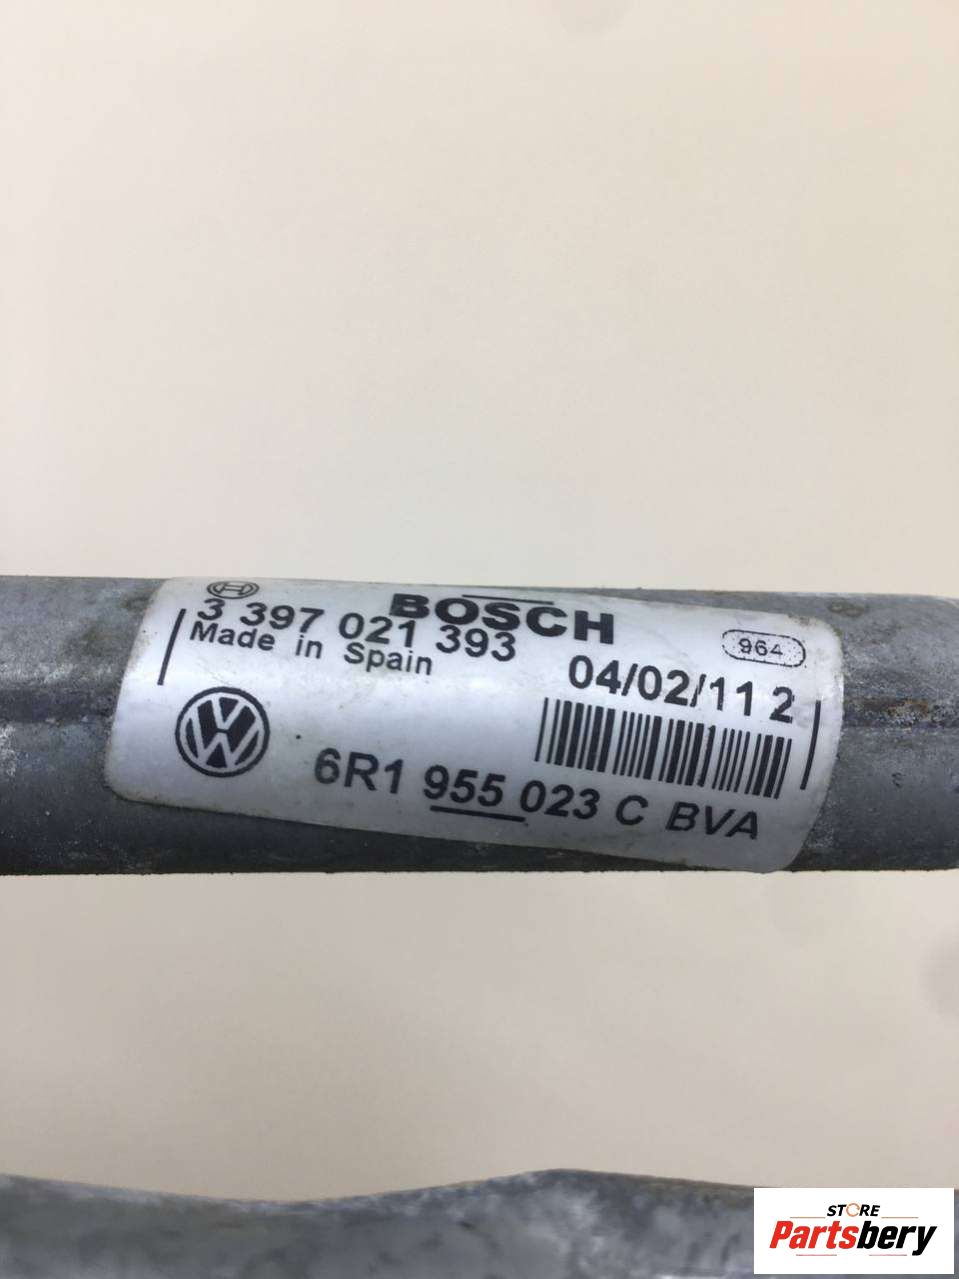 BOSCH
3 397 021 393
Made in Spain
964
04/02/11 2
6R1 955 023 C BVA
STORE
Partsbery